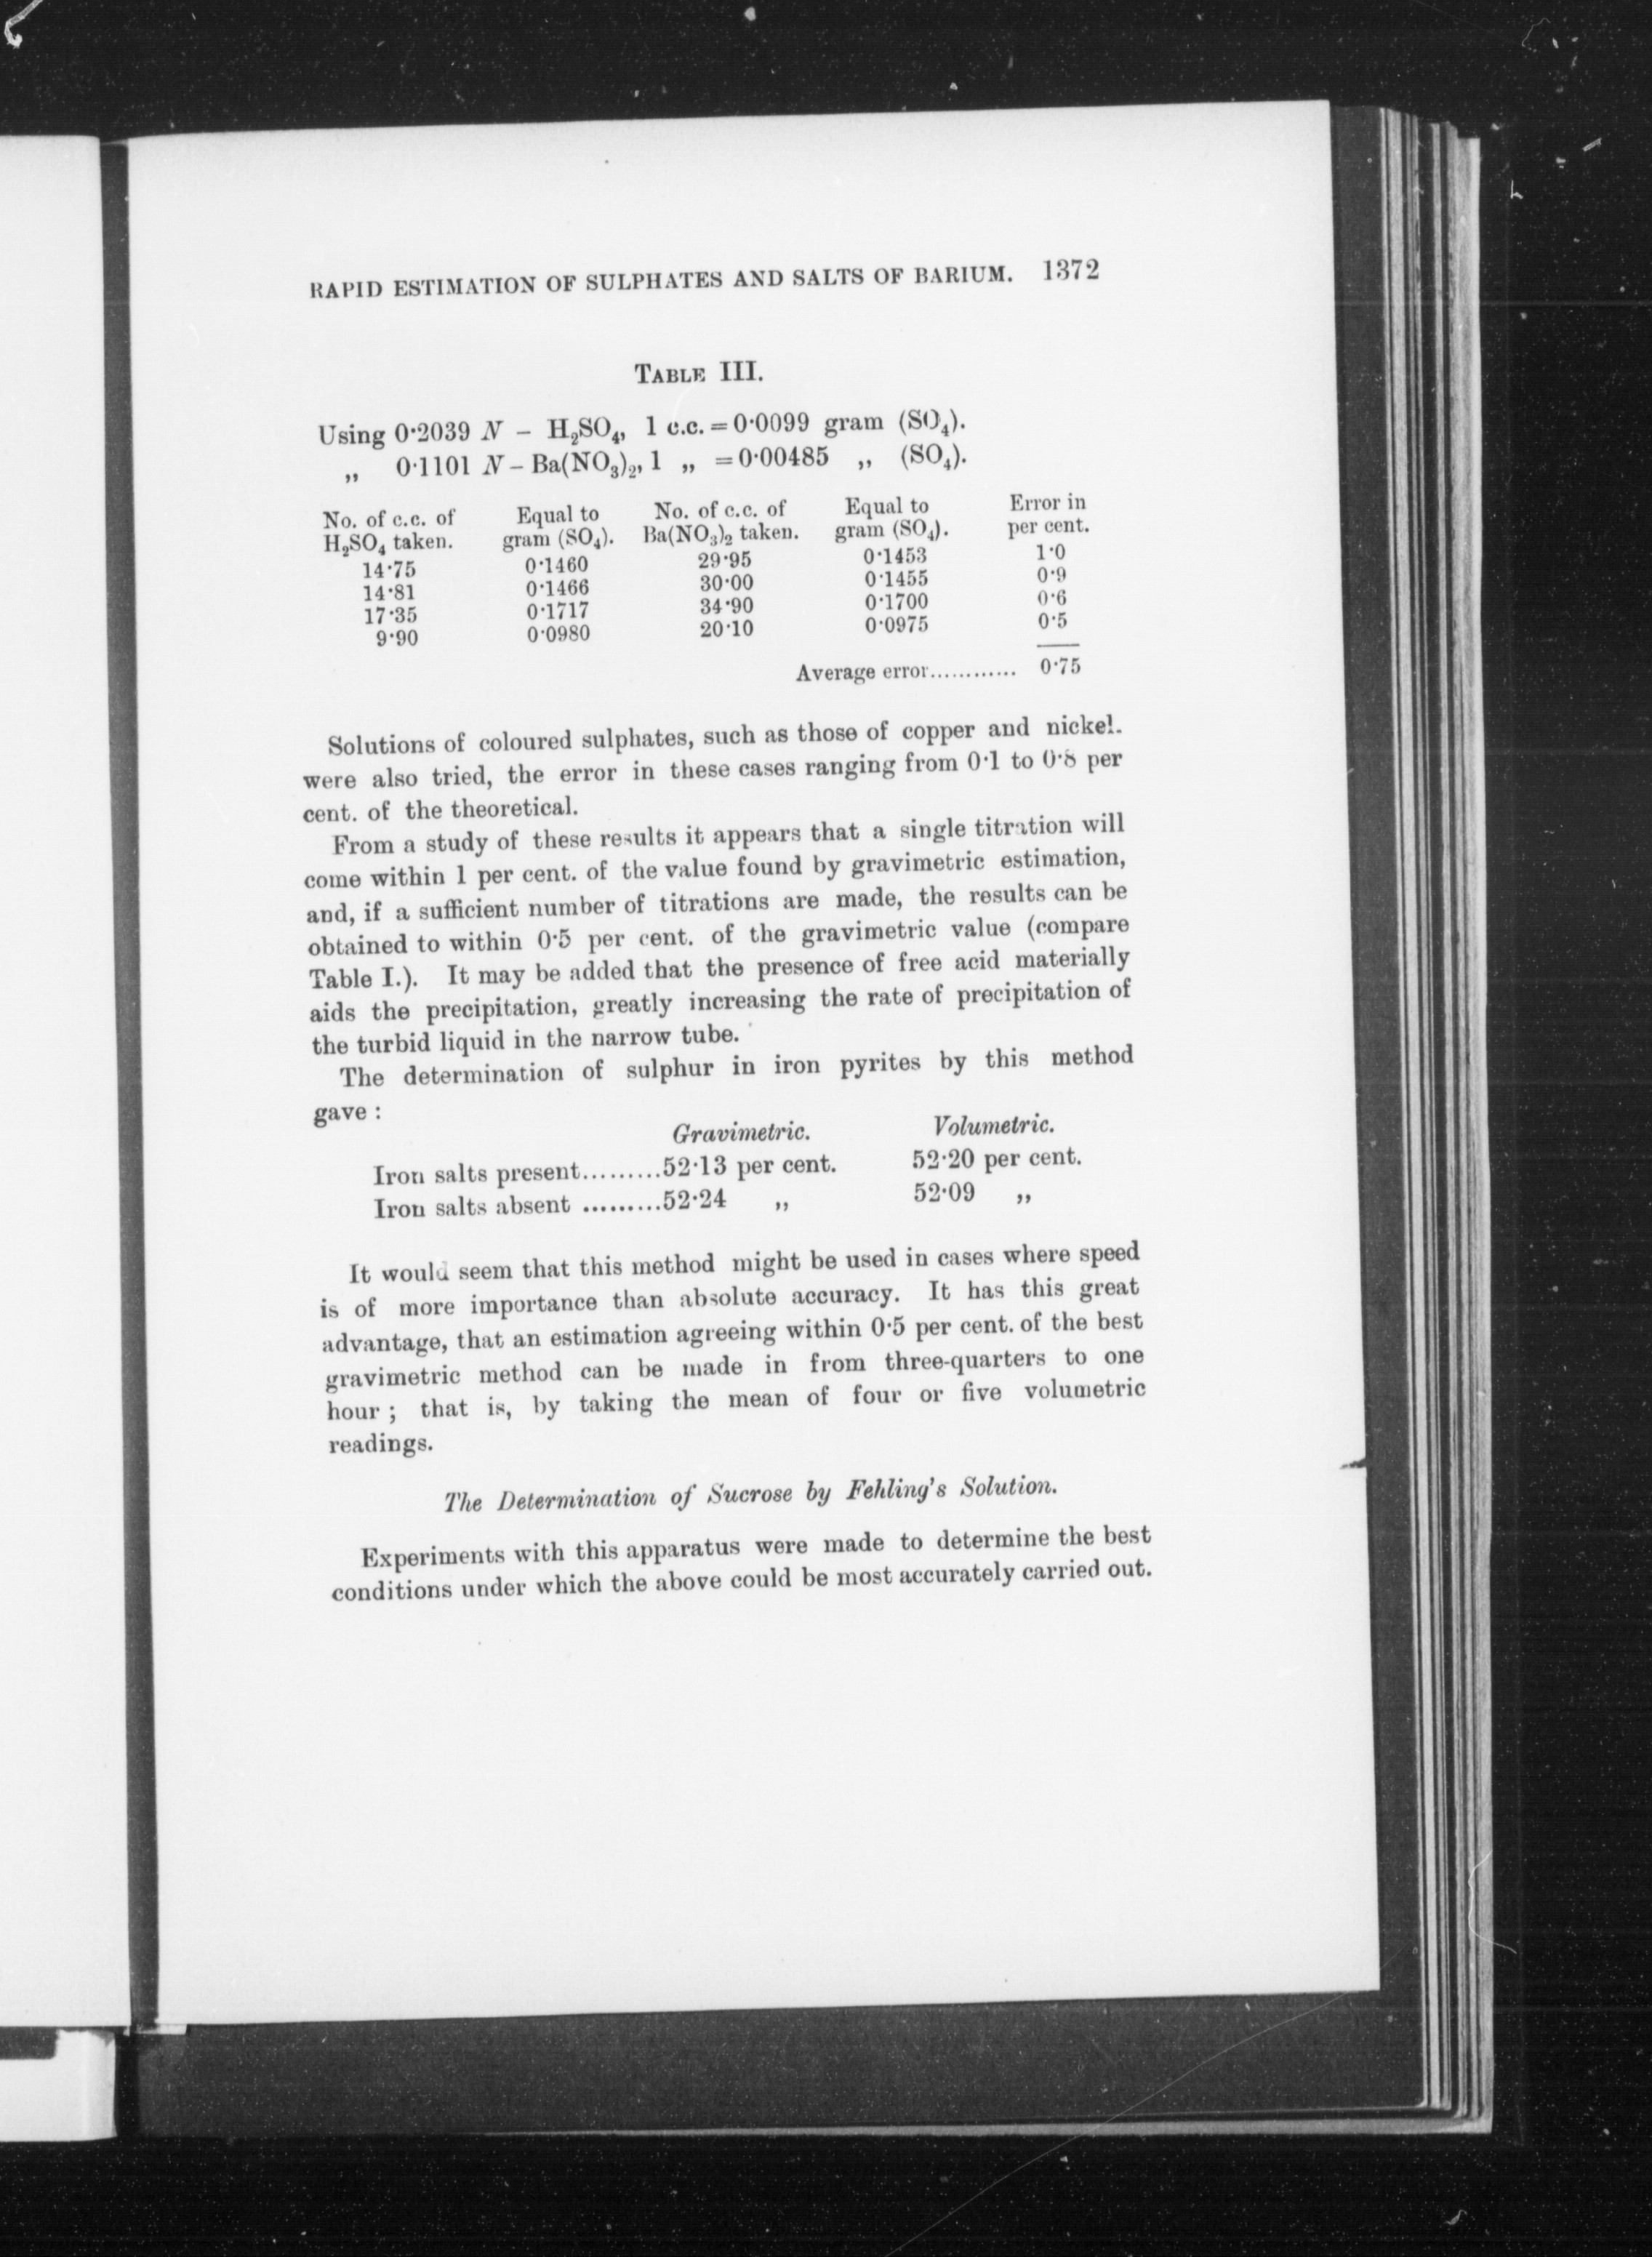 RAPID ESTIMATION OF SULPHATES AND SALTS OF BARIUM. 1372
TABLE III.
Using 0·2039 N – H₂SO₄, 1 c.c. = 0·0099 gram (SO₄).
„ 0·1101 N – Ba(NO₃)₂, 1 „ = 0·00485 „ (SO₄).
No. of c.c. of Equal to No. of c.c. of Equal to Error in
H₂SO₄ taken. gram (SO₄). Ba(NO₃)₂ taken. gram (SO₄). per cent.
14·75 0·1460 29·95 0·1453 1·0
14·81 0·1466 30·00 0·1455 0·9
17·35 0·1717 34·90 0·1700 0·6
9·90 0·0980 20·10 0·0975 0·5
Average error............ 0·75
Solutions of coloured sulphates, such as those of copper and nickel.
were also tried, the error in these cases ranging from 0·1 to 0·8 per
cent. of the theoretical.
From a study of these results it appears that a single titration will
come within 1 per cent. of the value found by gravimetric estimation,
and, if a sufficient number of titrations are made, the results can be
obtained to within 0·5 per cent. of the gravimetric value (compare
Table I.). It may be added that the presence of free acid materially
aids the precipitation, greatly increasing the rate of precipitation of
the turbid liquid in the narrow tube.
The determination of sulphur in iron pyrites by this method
gave :
Gravimetric. Volumetric.
Iron salts present.........52·13 per cent. 52·20 per cent.
Iron salts absent .........52·24 „ 52·09 „
It would seem that this method might be used in cases where speed
is of more importance than absolute accuracy. It has this great
advantage, that an estimation agreeing within 0·5 per cent. of the best
gravimetric method can be made in from three-quarters to one
hour ; that is, by taking the mean of four or five volumetric
readings.
The Determination of Sucrose by Fehling's Solution.
Experiments with this apparatus were made to determine the best
conditions under which the above could be most accurately carried out.